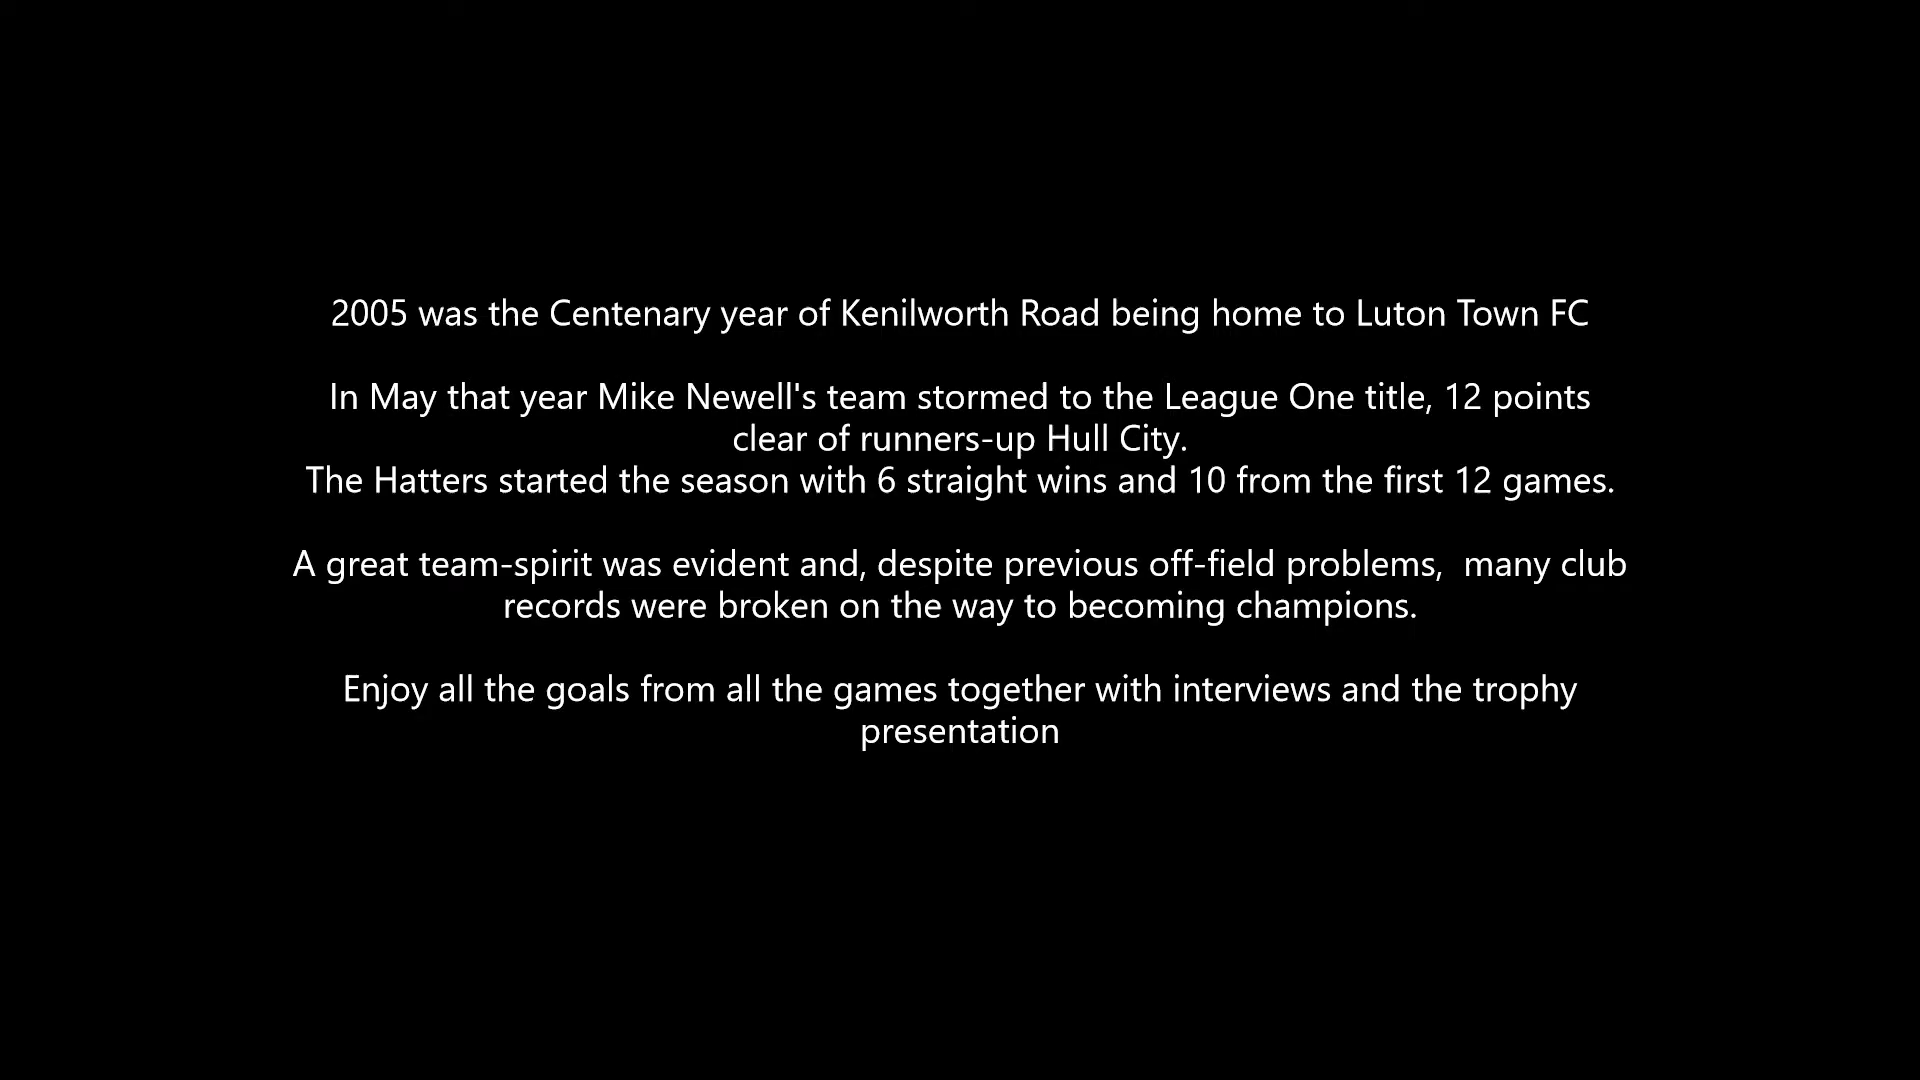 2005 was the Centenary year of Kenilworth Road being home to Luton Town FC
In May that year Mike Newell's team stormed to the League One title, 12 points
clear of runners-up Hull City.
The Hatters started the season with 6 straight wins and 10 from the first 12 games.
A great team-spirit was evident and, despite previous off-field problems,  many club
records were broken on the way to becoming champions.
Enjoy all the goals from all the games together with interviews and the trophy
presentation